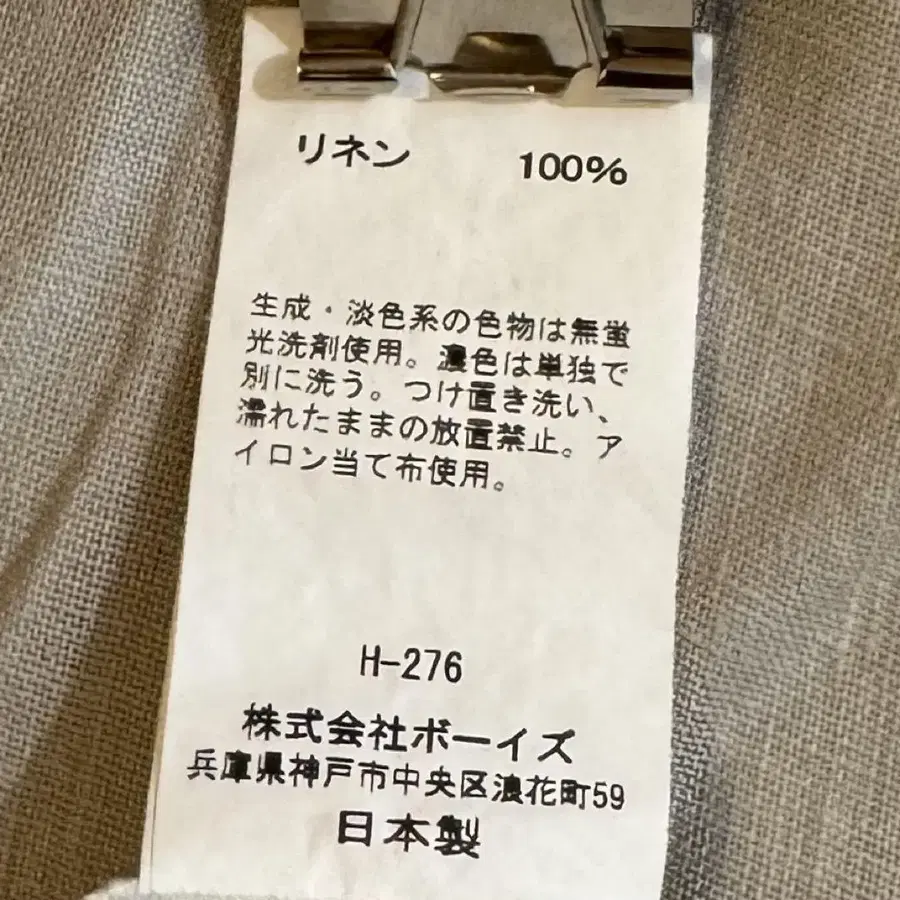 リネン 100%
生成・淡色系の色物は無蛍
光洗剤使用。濃色は単独で
別に洗う。つけ置き洗い、
濡れたままの放置禁止。ア
イロン当て布使用。
H-276
株式会社ボーイズ
兵庫県神戸市中央区浪花町59
日本製